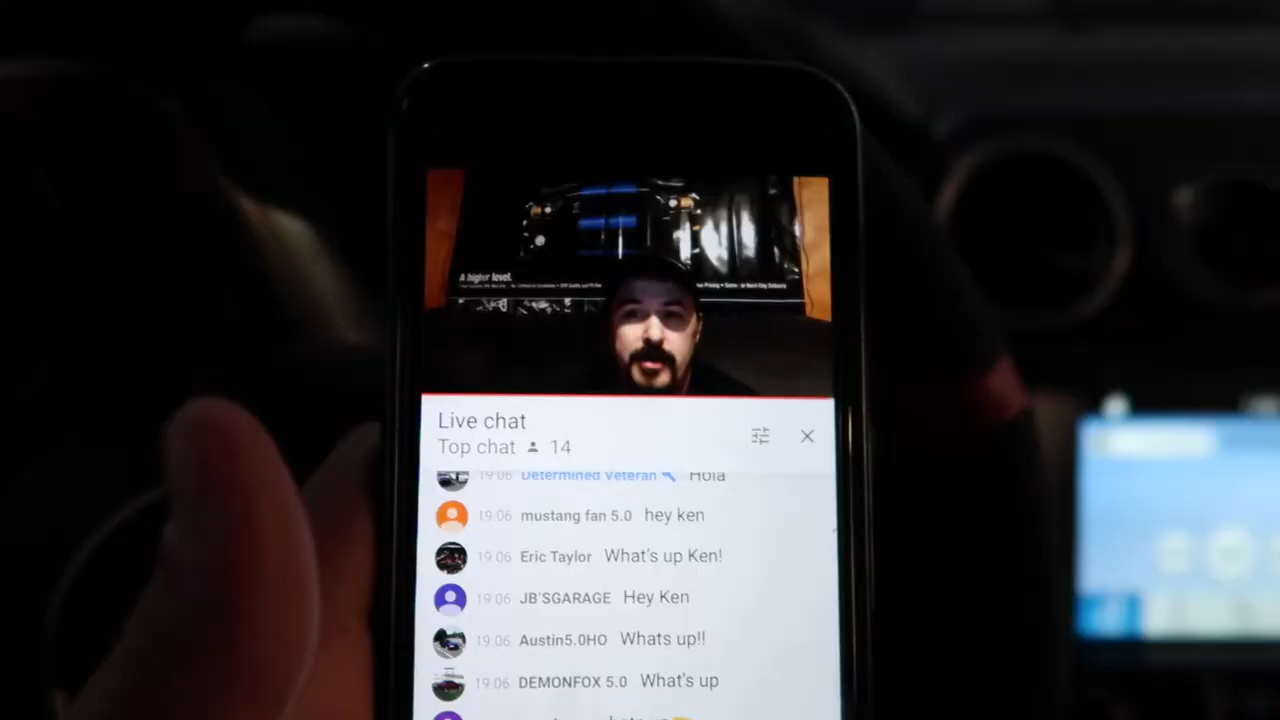 A higher level.
Live chat
Top chat 14
19:06 Determined Veteran Hola
19:06 mustang fan 5.0 hey ken
19:06 Eric Taylor What's up Ken!
19:06 JB'SGARAGE Hey Ken
19:06 Austin5.0HO Whats up!!
19:06 DEMONFOX 5.0 What's up